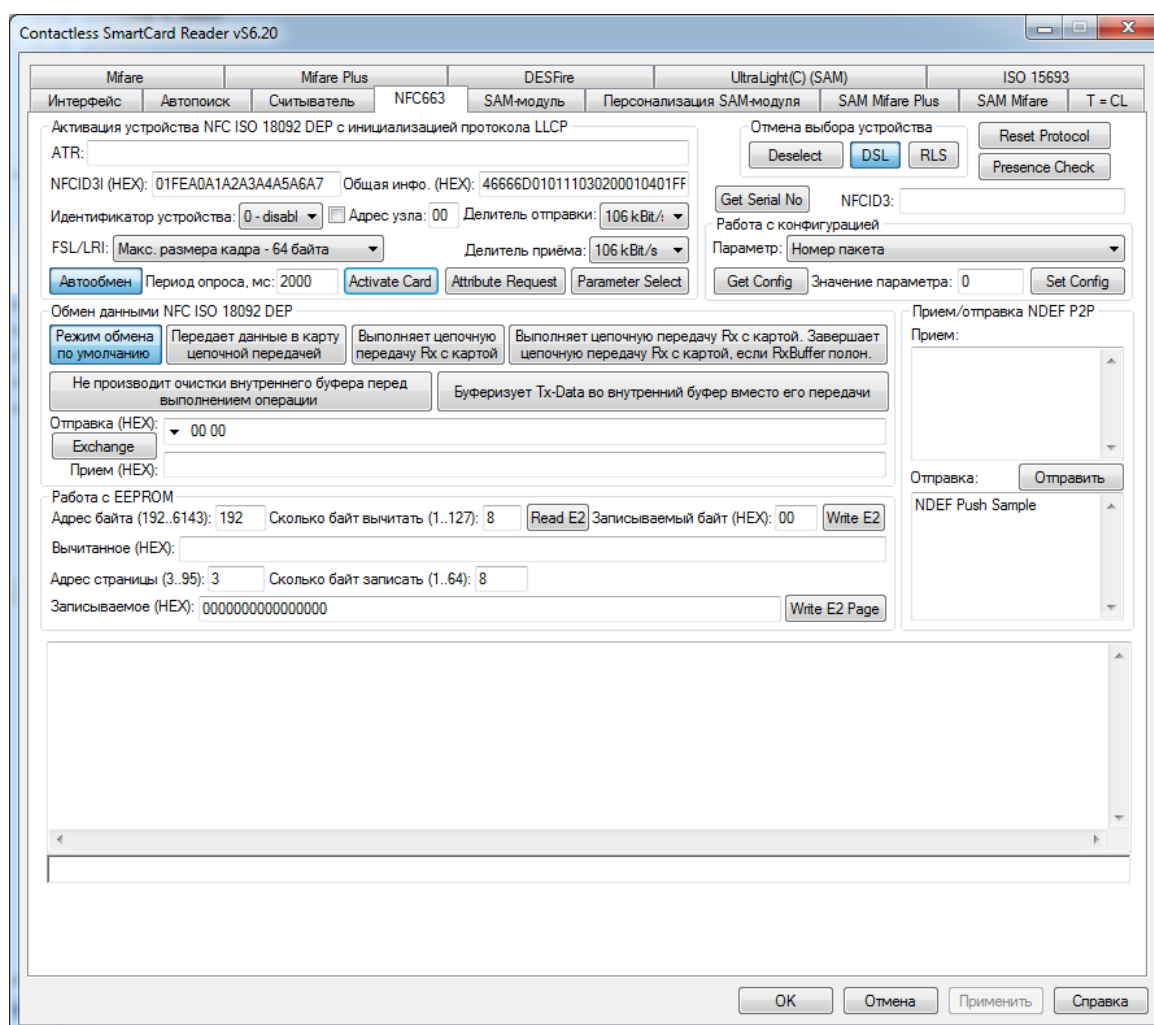 Contactless SmartCard Reader vS6.20
Mifare Mifare Plus DESFire UltraLight(C) (SAM) ISO 15693
Интерфейс Автопоиск Считыватель NFC663 SAM-модуль Персонализация SAM-модуля SAM Mifare Plus SAM Mifare T = CL
Активация устройства NFC ISO 18092 DEP с инициализацией протокола LLCP
ATR:
NFCID3I (HEX): 01FEA0A1A2A3A4A5A6A7 Общая инфо. (HEX): 46666D010111030200010401FF
Идентификатор устройства: 0 - disabl Адрес узла: 00 Делитель отправки: 106 kBit/
FSL/LRI: Макс. размера кадра - 64 байта Делитель приёма: 106 kBit/s
Автообмен Период опроса, мс: 2000 Activate Card Attribute Request Parameter Select
Отмена выбора устройства
Deselect DSL RLS
Reset Protocol
Presence Check
Get Serial No NFCID3:
Работа с конфигурацией
Параметр: Номер пакета
Get Config Значение параметра: 0 Set Config
Обмен данными NFC ISO 18092 DEP
Режим обмена
по умолчанию
Передает данные в карту
цепочной передачей
Выполняет цепочную
передачу Rx с картой
Выполняет цепочную передачу Rx с картой. Завершает
цепочную передачу Rx с картой, если RxBuffer полон.
Не производит очистки внутреннего буфера перед
выполнением операции
Буферизует Tx-Data во внутренний буфер вместо его передачи
Отправка (HEX): 00 00
Exchange
Прием (HEX):
Прием/отправка NDEF P2P
Прием:
Отправка: Отправить
NDEF Push Sample
Работа с EEPROM
Адрес байта (192..6143): 192 Сколько байт вычитать (1..127): 8 Read E2 Записываемый байт (HEX): 00 Write E2
Вычитанное (HEX):
Адрес страницы (3..95): 3 Сколько байт записать (1..64): 8
Записываемое (HEX): 0000000000000000 Write E2 Page
OK Отмена Применить Справка